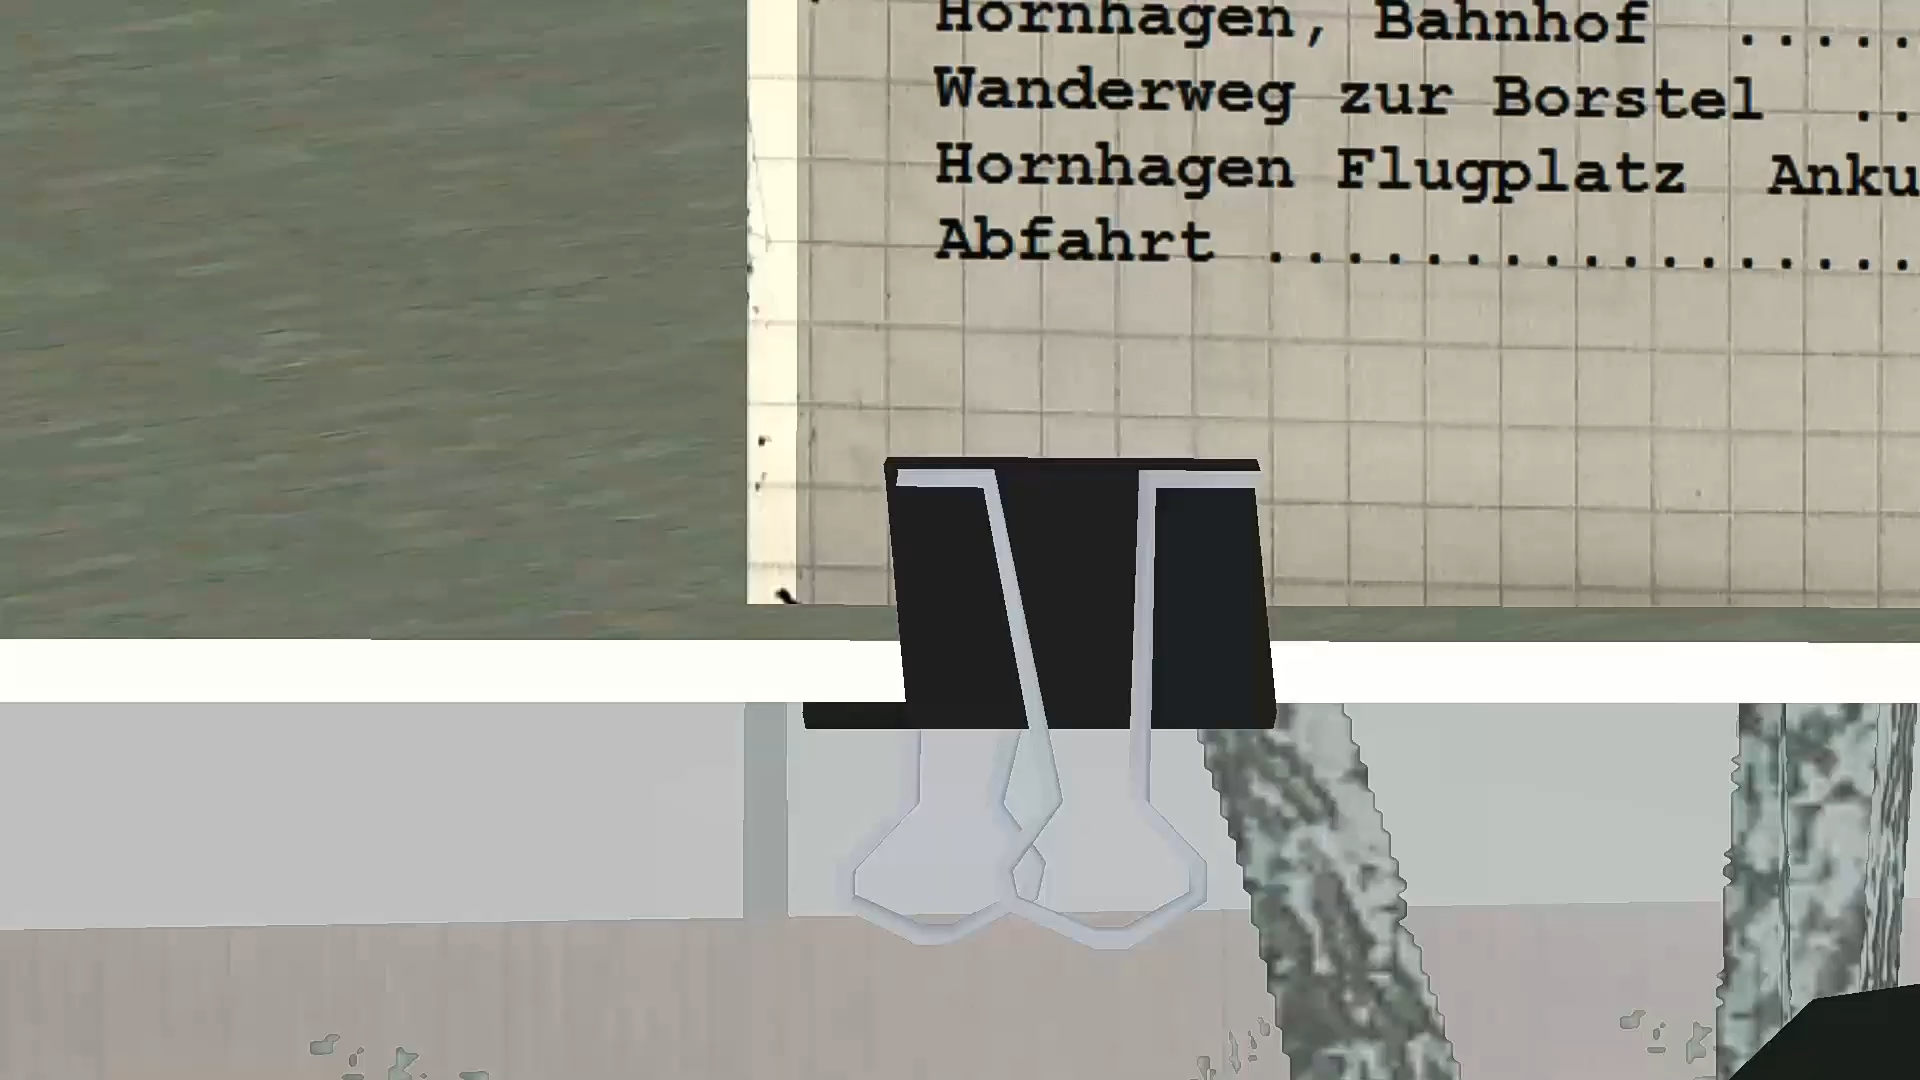 Hornhagen, Bahnhof .....
Wanderweg zur Borstel ..
Hornhagen Flugplatz Anku
Abfahrt .................